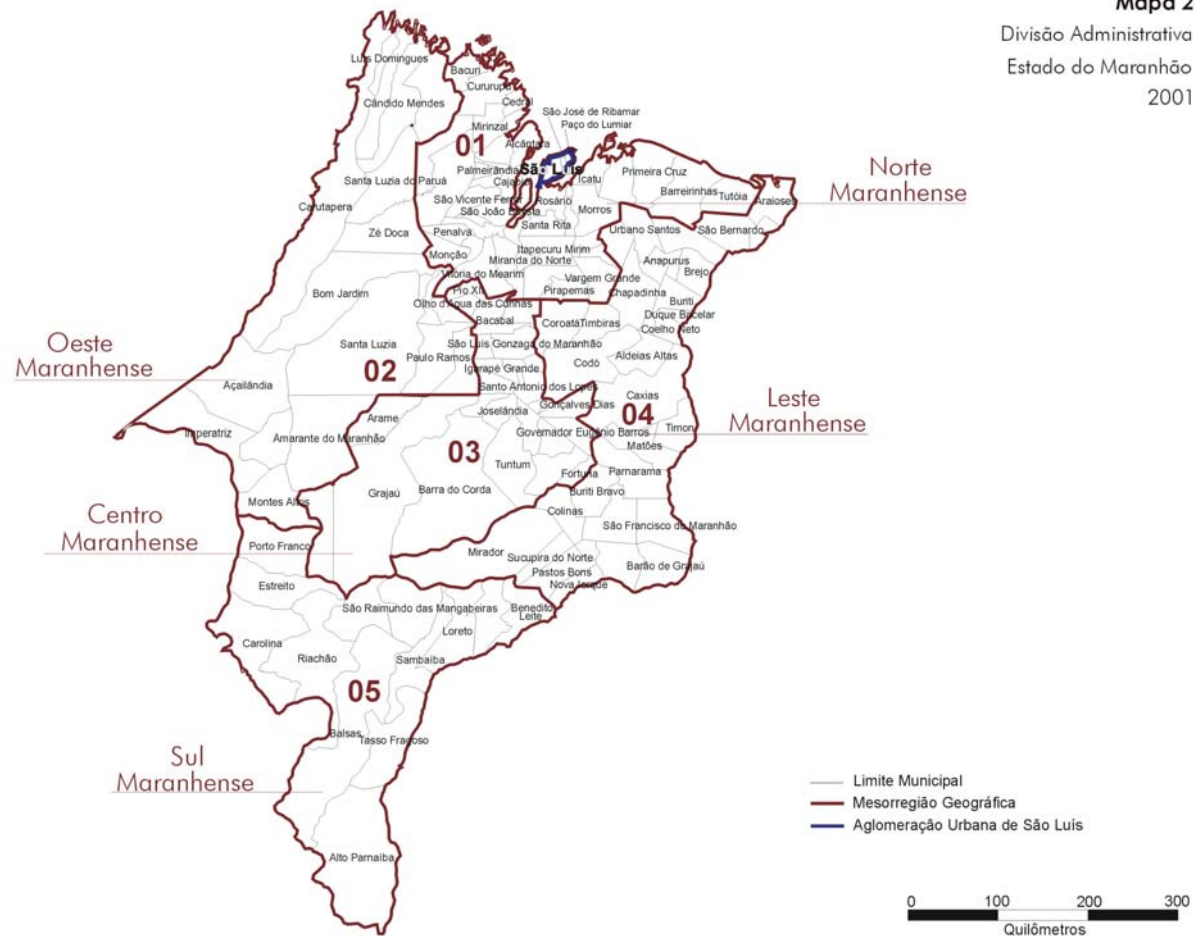 Mapa 2
Divisão Administrativa
Estado do Maranhão
2001
Luís Domingues
Bacuri
Cururupu
Cândido Mendes
Cedral
São José de Ribamar
Paço do Lumiar
Mirinzal
01
Alcântara
Norte
Maranhense
São Luís
Palmeirândia
Cajapió
Icatu
Primeira Cruz
Santa Luzia do Paruá
Barreirinhas
Tutóia
Araioses
São Vicente Ferrer
Rosário
São João Batista
Morros
Carutapera
Santa Rita
Zé Doca
Penalva
Urbano Santos
São Bernardo
Itapecuru Mirim
Monção
Miranda do Norte
Anapurus
Vitória do Mearim
Vargem Grande
Brejo
Bom Jardim
Pio XII
Pirapemas
Chapadinha
Olho d'Água das Cunhas
Buriti
Duque Bacelar
Bacabal
Coroatá
Timbiras
Coelho Neto
Oeste
Maranhense
Santa Luzia
São Luís Gonzaga do Maranhão
Paulo Ramos
Aldeias Altas
02
Igarapé Grande
Codó
Açailândia
Santo Antonio dos Lopes
Caxias
Leste
Maranhense
Gonçalves Dias
04
Joselândia
Arame
Imperatriz
Amarante do Maranhão
Governador Eugênio Barros
Timon
Matões
03
Tuntum
Fortuna
Parnarama
Grajaú
Barra do Corda
Buriti Bravo
Montes Altos
Centro
Maranhense
Colinas
São Francisco do Maranhão
Porto Franco
Mirador
Sucupira do Norte
Barão de Grajaú
Pastos Bons
Nova Iorque
Estreito
São Raimundo das Mangabeiras
Benedito
Leite
Loreto
Carolina
Riachão
Sambaíba
05
Balsas
Tasso Fragoso
Sul
Maranhense
Alto Parnaíba
Limite Municipal
Mesorregião Geográfica
Aglomeração Urbana de São Luís
0 100 200 300
Quilômetros